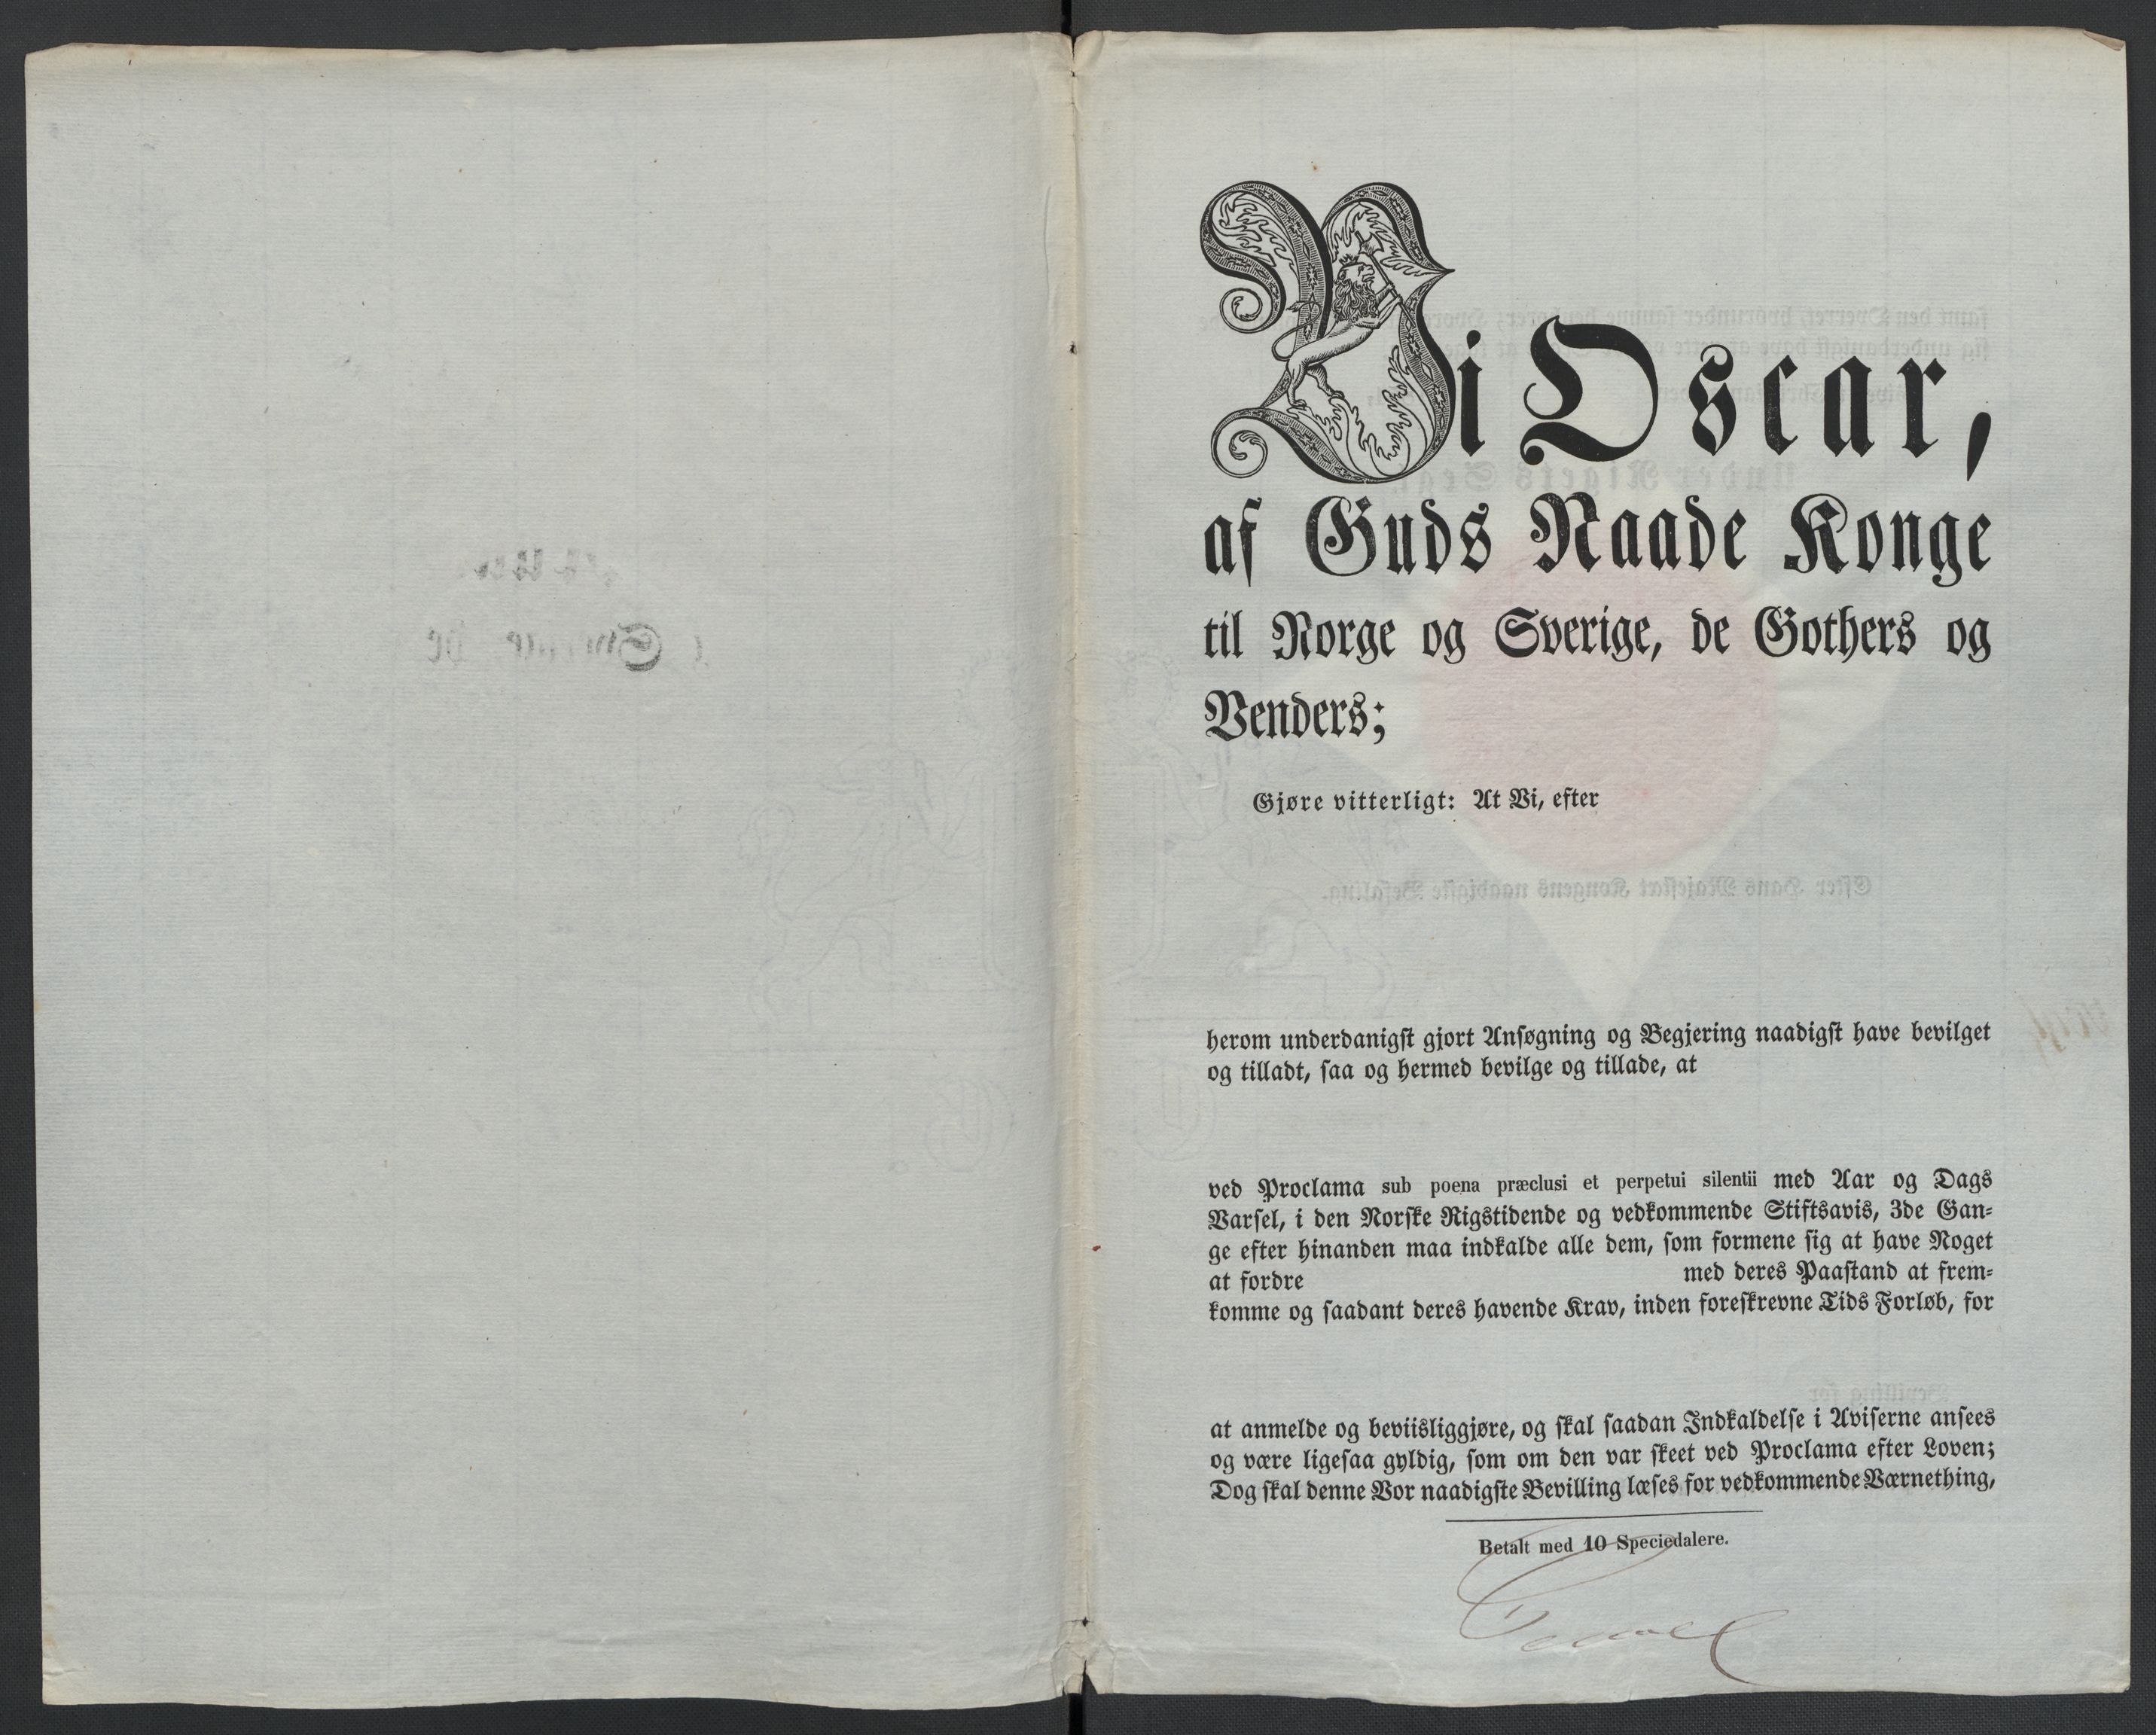 Vi Oscar,
af Guds Naade Konge
til Norge og Sverige, de Gothers og
Venders;
Gjøre vitterligt: At Vi, efter
herom underdanigst gjort Ansøgning og Begjering naadigst have bevilget
og tilladt, saa og hermed bevilge og tillade, at
ved Proclama sub poena præclusi et perpetui silentii med Aar og Dags
Varsel, i den Norske Rigstidende og vedkommende Stiftsavis, 3de Gan-
ge efter hinanden maa indkalde alle dem, som formene sig at have Noget
at fordre med deres Paastand at frem-
komme og saadant deres havende Krav, inden foreskrevne Tids Forløb, for
at anmelde og beviisliggjøre, og skal saadan Indkaldelse i Aviserne ansees
og være ligesaa gyldig, som om den var skeet ved Proclama efter Loven;
Dog skal denne Vor naadigste Bevilling læses for vedkommende Værnething,
Betalt med 10 Speciedalere.